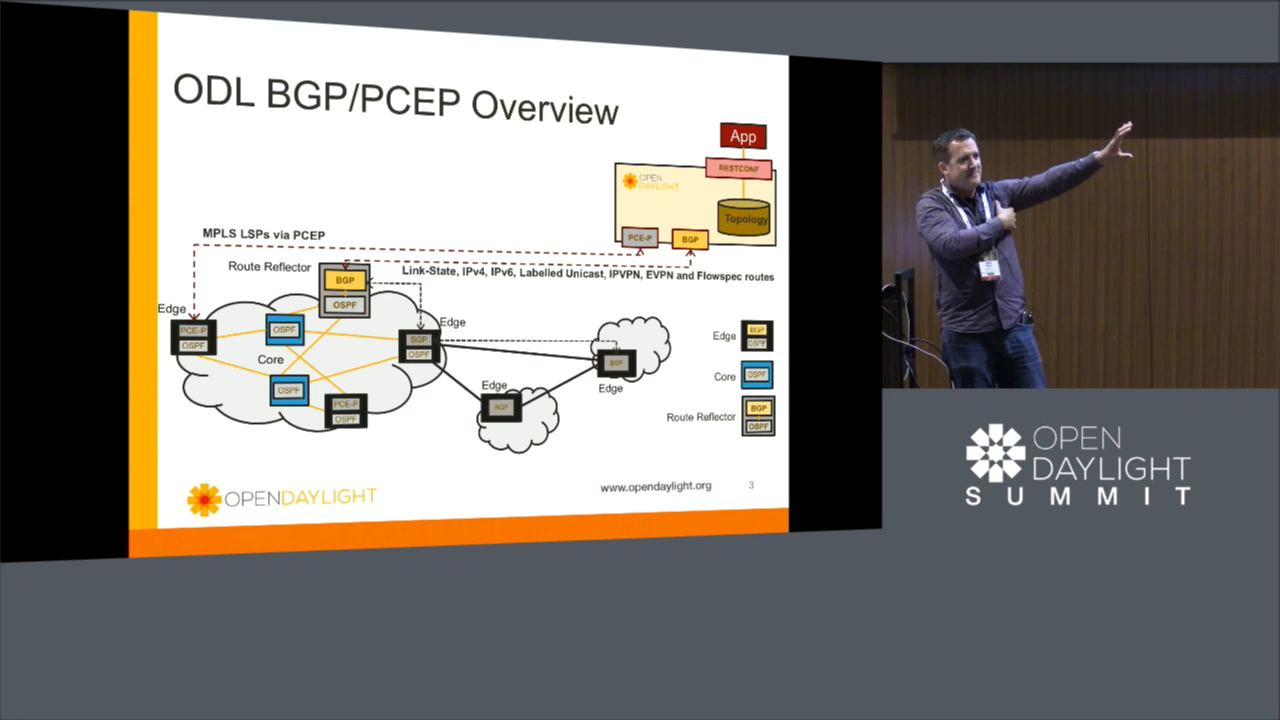 ODL BGP/PCEP Overview
App
RESTCONF
OPEN
DAYLIGHT
Topology
PCE-P
BGP
MPLS LSPs via PCEP
Link-State, IPv4, IPv6, Labelled Unicast, IPVPN, EVPN and Flowspec routes
Route Reflector
BGP
OSPF
Edge
PCE-P
OSPF
OSPF
Core
OSPF
PCE-P
OSPF
Edge
BGP
OSPF
Edge
BGP
BGP
Edge
Edge
BGP
OSPF
Core
OSPF
Route Reflector
BGP
OSPF
OPENDAYLIGHT
www.opendaylight.org
3
OPEN
DAYLIGHT
SUMMIT